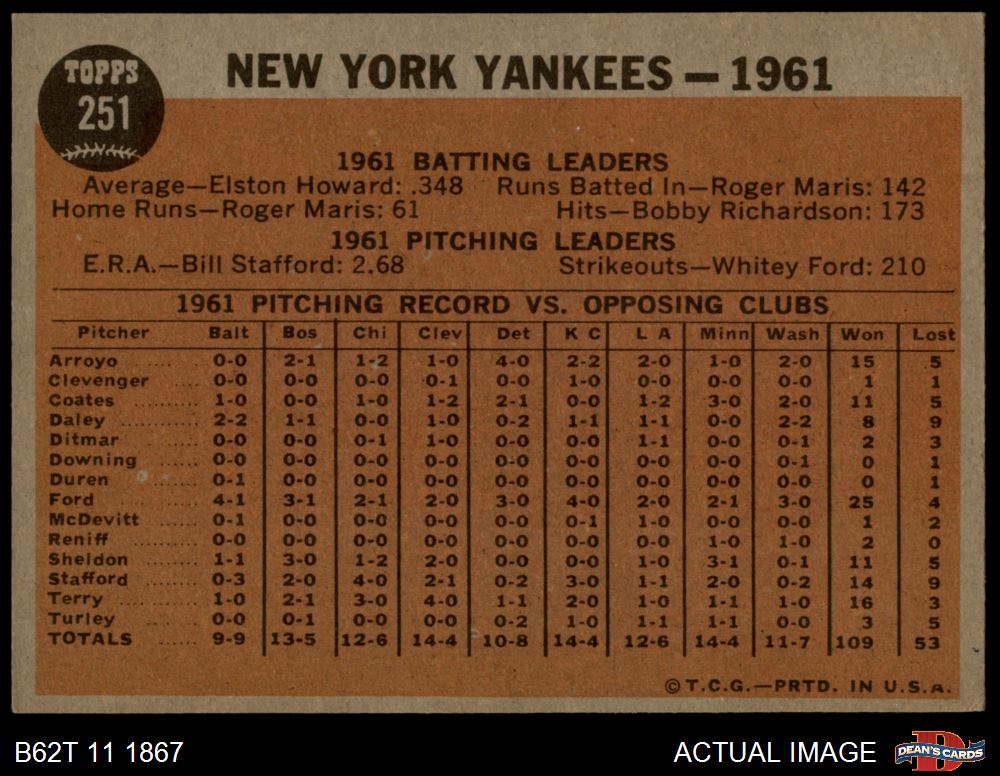 TOPPS
251
NEW YORK YANKEES — 1961
1961 BATTING LEADERS
Average—Elston Howard: .348 Runs Batted In—Roger Maris: 142
Home Runs—Roger Maris: 61 Hits—Bobby Richardson: 173
1961 PITCHING LEADERS
E.R.A.—Bill Stafford: 2.68 Strikeouts—Whitey Ford: 210
1961 PITCHING RECORD VS. OPPOSING CLUBS
Pitcher Balt Bos Chi Clev Det K C L A Minn Wash Won Lost
Arroyo .... 0-0 2-1 1-2 1-0 4-0 2-2 2-0 1-0 2-0 15 5
Clevenger .... 0-0 0-0 0-0 0-1 0-0 1-0 0-0 0-0 0-0 1 1
Coates .......... 1-0 0-0 1-0 1-2 2-1 0-0 1-2 3-0 2-0 11 5
Daley .......... 2-2 1-1 0-0 1-0 0-2 1-1 1-1 0-0 2-2 8 9
Ditmar ...... 0-0 0-0 0-1 1-0 0-0 0-0 1-1 0-0 0-1 2 3
Downing ...... 0-0 0-0 0-0 0-0 0-0 0-0 0-0 0-0 0-1 0 1
Duren ...... 0-1 0-0 0-0 0-0 0-0 0-0 0-0 0-0 0-0 0 1
Ford ........ 4-1 3-1 2-1 2-0 3-0 4-0 2-0 2-1 3-0 25 4
McDevitt ...... 0-1 0-0 0-0 0-0 0-0 0-1 1-0 0-0 0-0 1 2
Reniff ...... 0-0 0-0 0-0 0-0 0-0 0-0 0-0 1-0 1-0 2 0
Sheldon ........ 1-1 3-0 1-2 2-0 0-0 0-0 1-0 3-1 0-1 11 5
Stafford ........ 0-3 2-0 4-0 2-1 0-2 3-0 1-1 2-0 0-2 14 9
Terry ............ 1-0 2-1 3-0 4-0 1-1 2-0 1-0 1-1 1-0 16 3
Turley ...... 0-0 0-1 0-0 0-0 0-2 1-0 1-1 1-1 0-0 3 5
TOTALS ...... 9-9 13-5 12-6 14-4 10-8 14-4 12-6 14-4 11-7 109 53
© T.C.G.—PRTD. IN U.S.A.
B62T 11 1867 ACTUAL IMAGE
D
DEAN'S CARDS